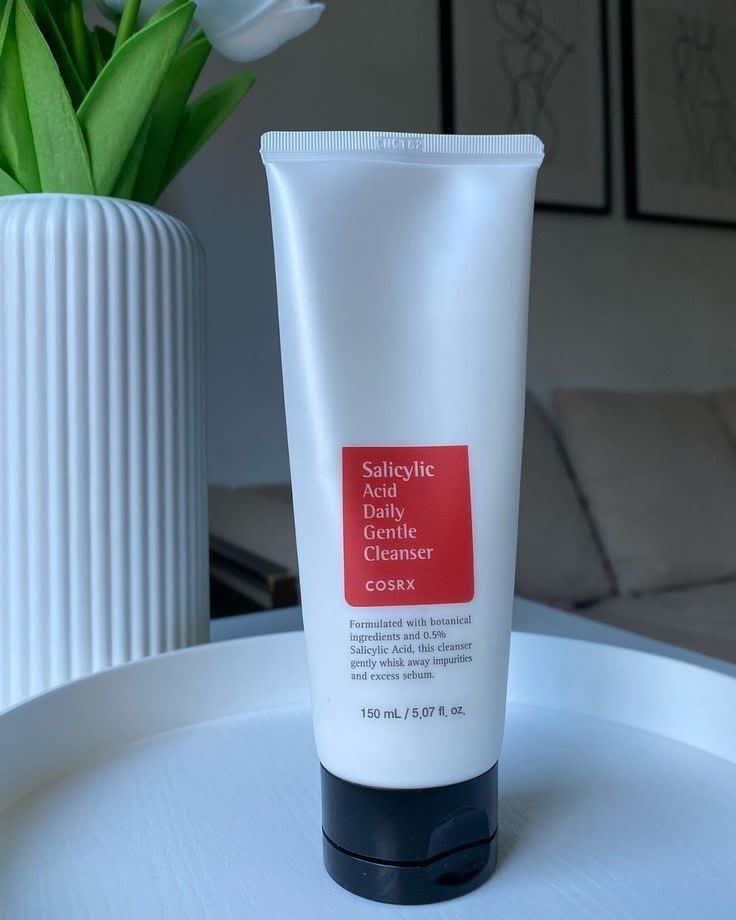 Salicylic
Acid
Daily
Gentle
Cleanser
COSRX
Formulated with botanical
ingredients and 0.5%
Salicylic Acid, this cleanser
gently whisk away impurities
and excess sebum.
150 mL / 5.07 fl. oz.